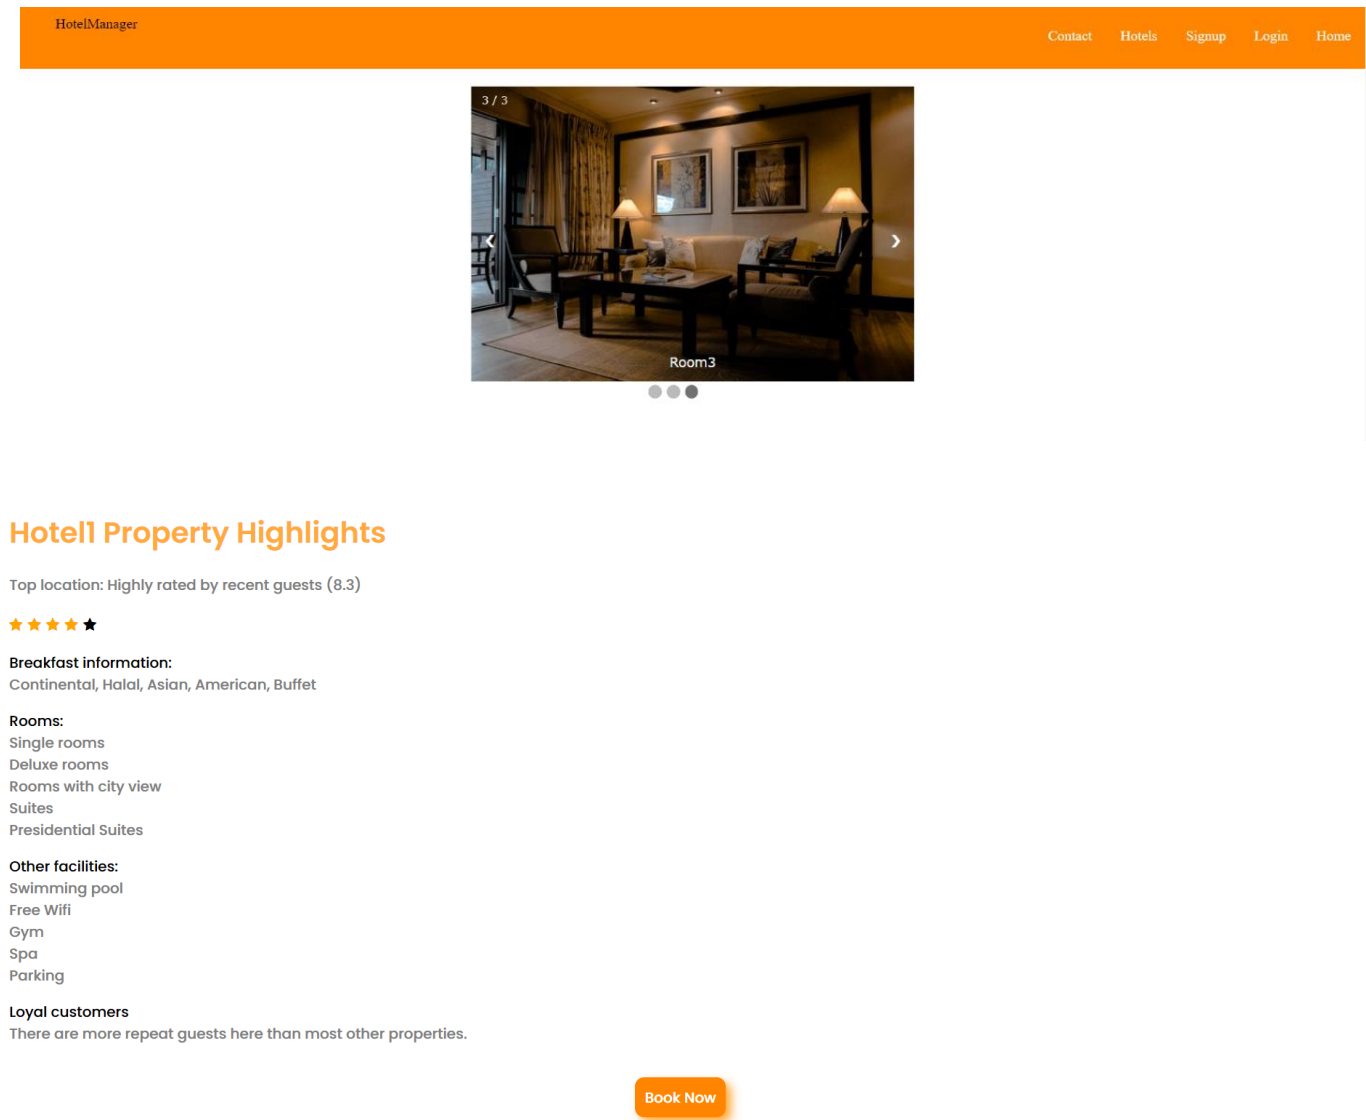 HotelManager
Contact Hotels Signup Login Home
3 / 3
Room3
Hotel1 Property Highlights
Top location: Highly rated by recent guests (8.3)
Breakfast information:
Continental, Halal, Asian, American, Buffet
Rooms:
Single rooms
Deluxe rooms
Rooms with city view
Suites
Presidential Suites
Other facilities:
Swimming pool
Free Wifi
Gym
Spa
Parking
Loyal customers
There are more repeat guests here than most other properties.
Book Now